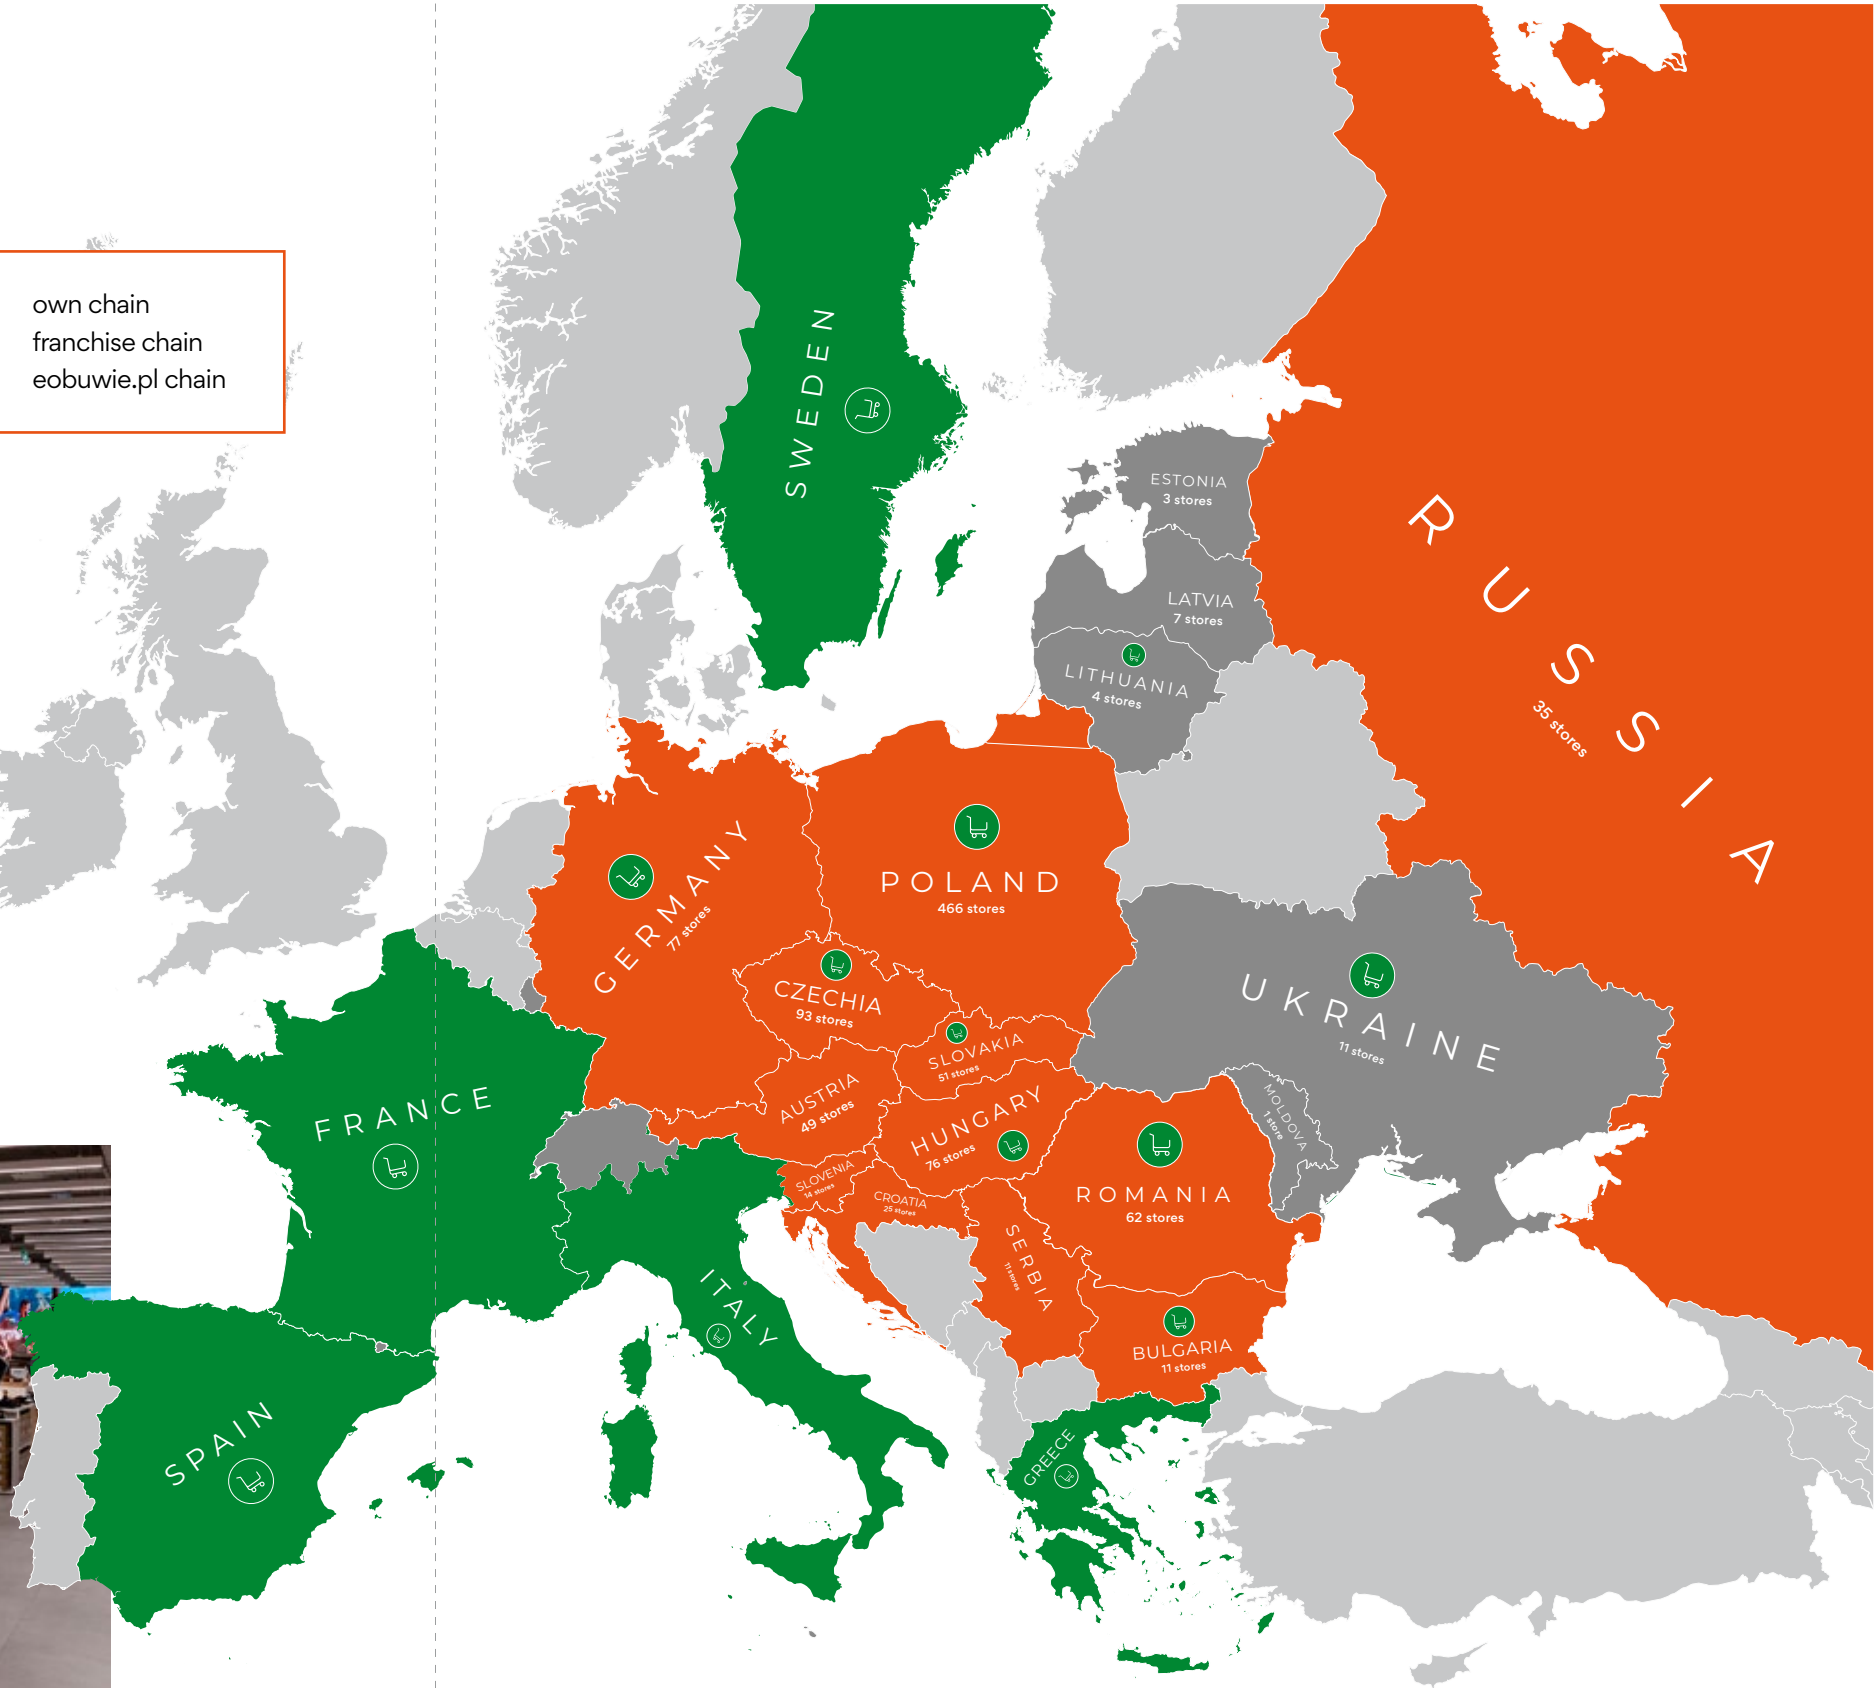 own chain
franchise chain
eobuwie.pl chain
SWEDEN
ESTONIA
3 stores
LATVIA
7 stores
LITHUANIA
4 stores
RUSSIA
35 stores
GERMANY
77 stores
POLAND
466 stores
CZECHIA
93 stores
UKRAINE
11 stores
SLOVAKIA
51 stores
AUSTRIA
49 stores
FRANCE
HUNGARY
76 stores
MOLDOVA
1 store
SLOVENIA
14 stores
CROATIA
25 stores
ROMANIA
62 stores
SERBIA
11 stores
ITALY
BULGARIA
11 stores
SPAIN
GREECE